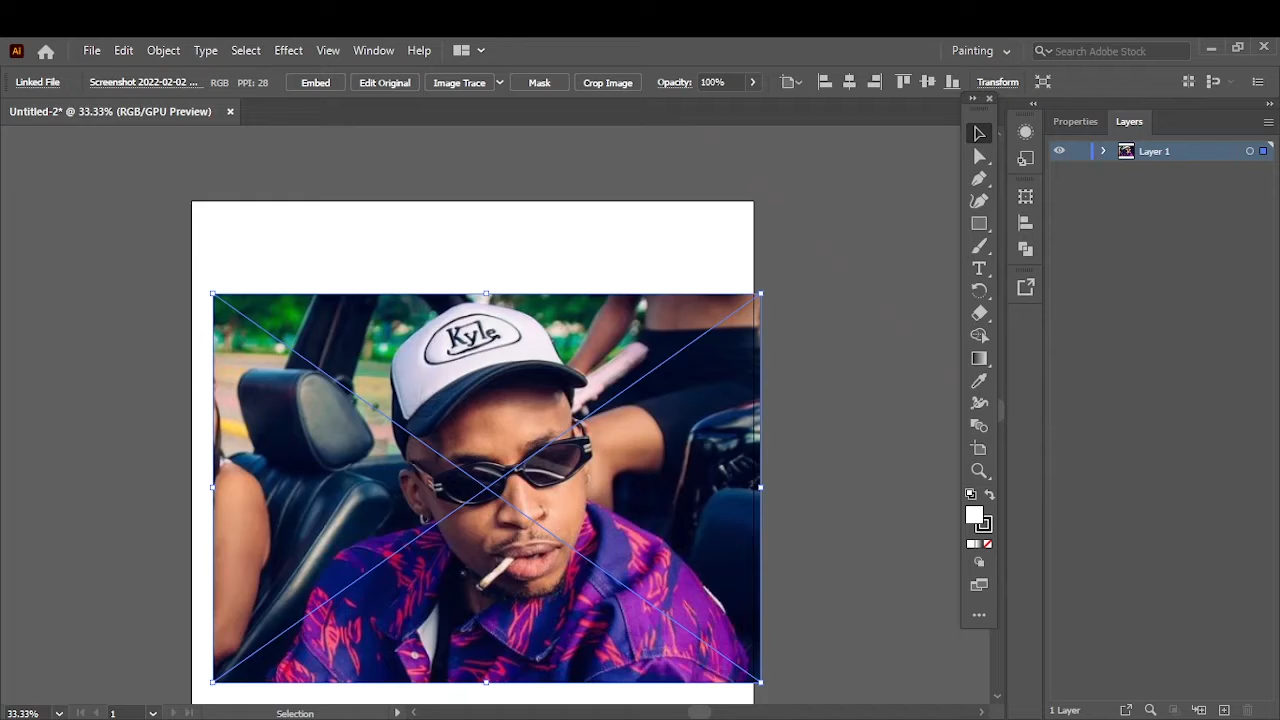 Ai File Edit Object Type Select Effect View Window Help Painting Search Adobe Stock
Linked File Screenshot 2022-02-02 ... RGB PPI: 28 Embed Edit Original Image Trace Mask Crop Image Opacity: 100% Transform
Untitled-2* @ 33.33% (RGB/GPU Preview)
Properties Layers
Layer 1
Kyle
33.33% 1 Selection 1 Layer